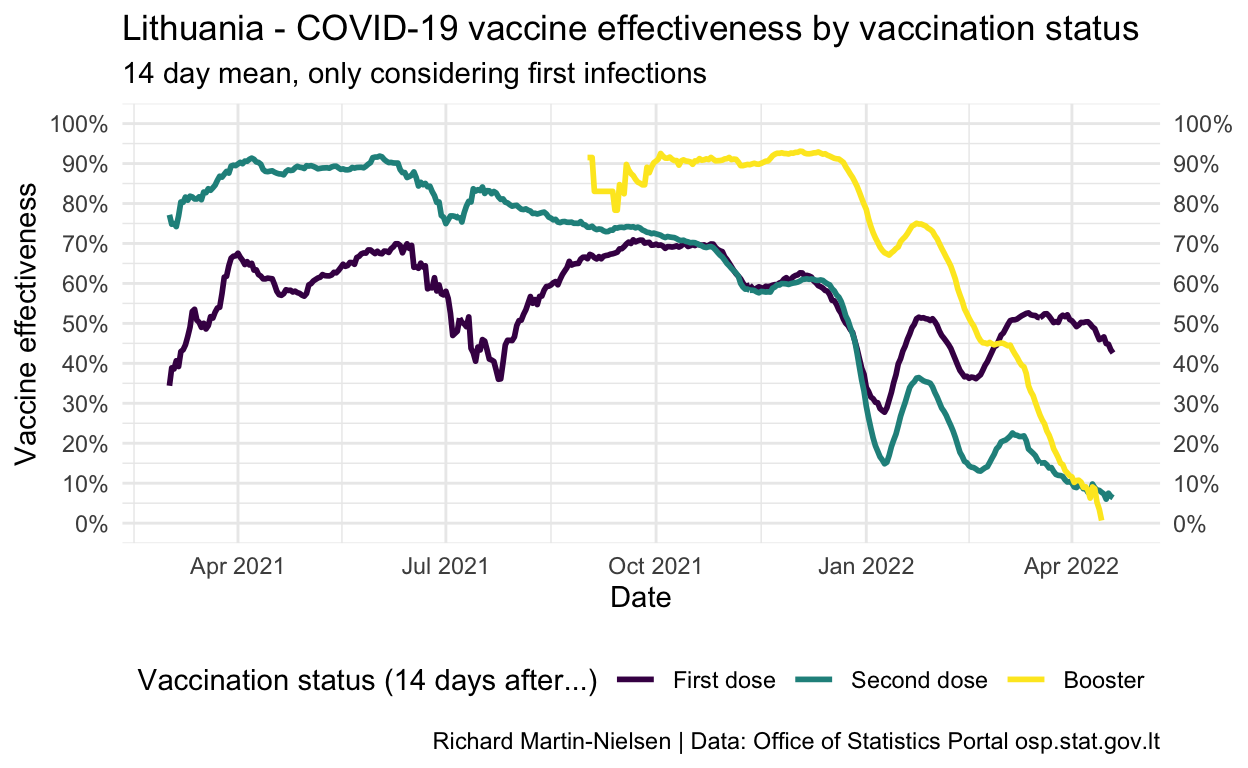 Lithuania - COVID-19 vaccine effectiveness by vaccination status
14 day mean, only considering first infections
100% 100%
90% 90%
80% 80%
70% 70%
60% 60%
50% 50%
40% 40%
30% 30%
20% 20%
10% 10%
0% 0%
Vaccine effectiveness
Apr 2021 Jul 2021 Oct 2021 Jan 2022 Apr 2022
Date
Vaccination status (14 days after...) First dose Second dose Booster
Richard Martin-Nielsen | Data: Office of Statistics Portal osp.stat.gov.lt